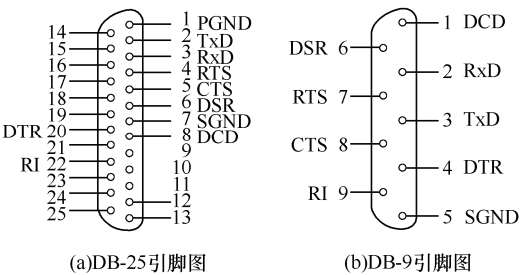 1 PGND
14
2 TxD
15
3 RxD
16
4 RTS
17
5 CTS
18
6 DSR
19
7 SGND
DTR 20
8 DCD
21
9
RI 22
10
23
11
24
12
25
13
(a)DB-25引脚图
1 DCD
DSR 6
2 RxD
RTS 7
3 TxD
CTS 8
4 DTR
RI 9
5 SGND
(b)DB-9引脚图